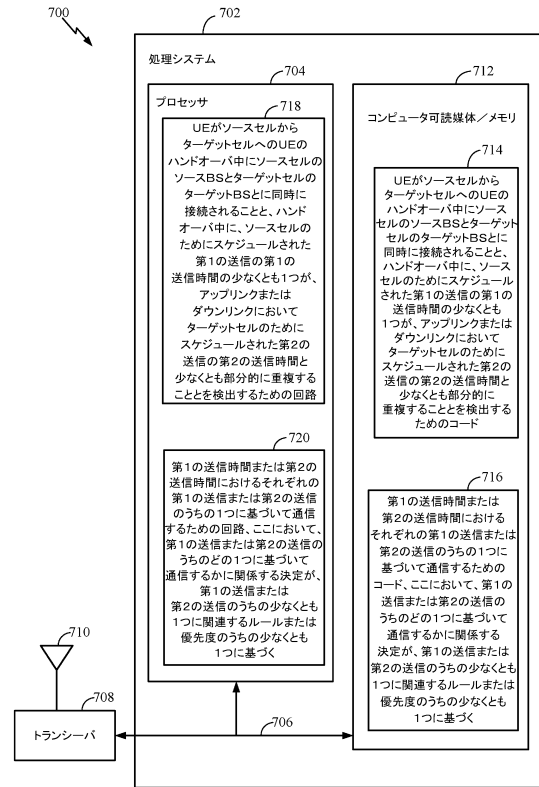 700
702
処理システム
704
プロセッサ
718
UEがソースセルから
ターゲットセルへのUEの
ハンドオーバ中にソースセルの
ソースBSとターゲットセルの
ターゲットBSとに同時に
接続されることと、ハンド
オーバ中に、ソースセルの
ためにスケジュールされた
第1の送信の第1の
送信時間の少なくとも1つが、
アップリンクまたは
ダウンリンクにおいて
ターゲットセルのために
スケジュールされた第2の
送信の第2の送信時間と
少なくとも部分的に重複する
こととを検出するための回路
720
第1の送信時間または第2の
送信時間におけるそれぞれの
第1の送信または第2の送信
のうちの1つに基づいて通信
するための回路、ここにおいて、
第1の送信または第2の送信の
うちのどの1つに基づいて
通信するかに関係する決定が、
第1の送信または
第2の送信のうちの少なくとも
1つに関連するルールまたは
優先度のうちの少なくとも
1つに基づく
712
コンピュータ可読媒体/メモリ
714
UEがソースセルから
ターゲットセルへのUEの
ハンドオーバ中にソース
セルのソースBSとターゲット
セルのターゲットBSとに
同時に接続されることと、
ハンドオーバ中に、ソース
セルのためにスケジュール
された第1の送信の第1の
送信時間の少なくとも
1つが、アップリンクまたは
ダウンリンクにおいて
ターゲットセルのために
スケジュールされた第2の
送信の第2の送信時間と
少なくとも部分的に
重複することとを検出する
ためのコード
716
第1の送信時間または
第2の送信時間における
それぞれの第1の送信または
第2の送信のうちの1つに
基づいて通信するための
コード、ここにおいて、第1の
送信または第2の送信の
うちのどの1つに基づいて
通信するかに関係する
決定が、第1の送信または
第2の送信のうちの少なくとも
1つに関連するルールまたは
優先度のうちの少なくとも
1つに基づく
710
708
トランシーバ
706